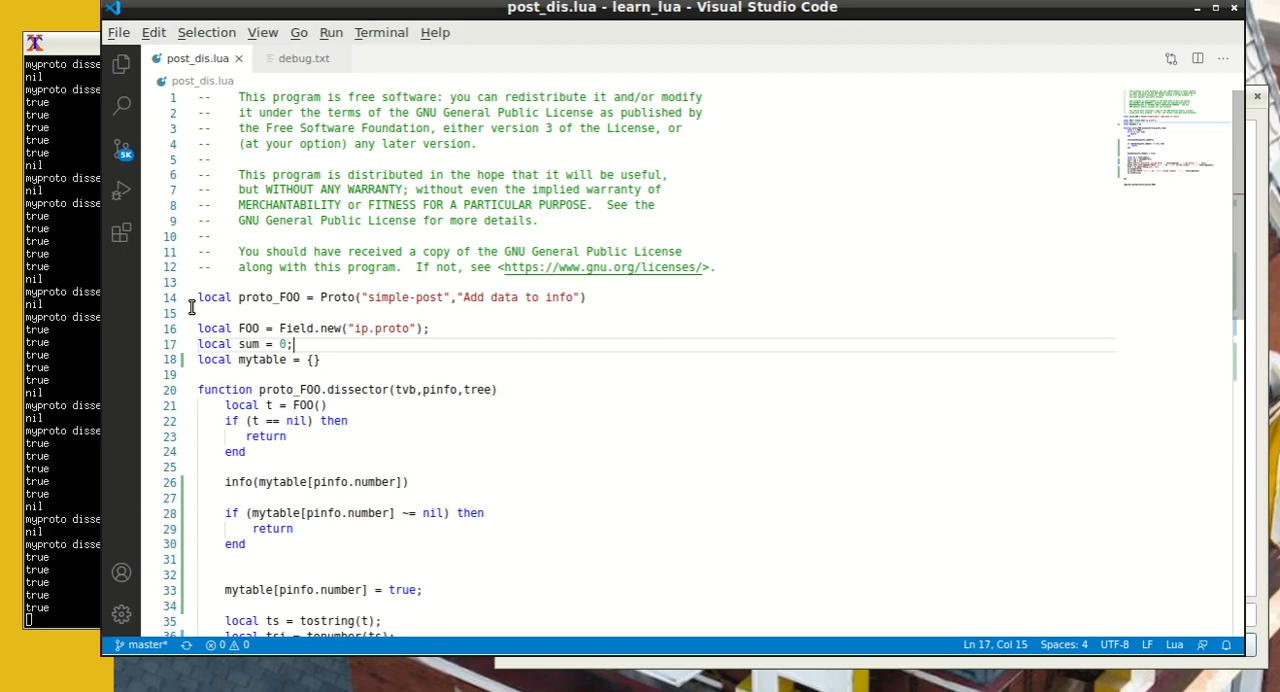 post_dis.lua - learn_lua - Visual Studio Code
File Edit Selection View Go Run Terminal Help
post_dis.lua debug.txt
post_dis.lua
1 -- This program is free software: you can redistribute it and/or modify
2 -- it under the terms of the GNU General Public License as published by
3 -- the Free Software Foundation, either version 3 of the License, or
4 -- (at your option) any later version.
5 --
6 -- This program is distributed in the hope that it will be useful,
7 -- but WITHOUT ANY WARRANTY; without even the implied warranty of
8 -- MERCHANTABILITY or FITNESS FOR A PARTICULAR PURPOSE. See the
9 -- GNU General Public License for more details.
10 --
11 -- You should have received a copy of the GNU General Public License
12 -- along with this program. If not, see <https://www.gnu.org/licenses/>.
13
14 local proto_FOO = Proto("simple-post","Add data to info")
15
16 local FOO = Field.new("ip.proto");
17 local sum = 0;
18 local mytable = {}
19
20 function proto_FOO.dissector(tvb,pinfo,tree)
21 local t = FOO()
22 if (t == nil) then
23 return
24 end
25
26 info(mytable[pinfo.number])
27
28 if (mytable[pinfo.number] ~= nil) then
29 return
30 end
31
32
33 mytable[pinfo.number] = true;
34
35 local ts = tostring(t);
36 local tsi = tonumber(ts);
5K
master* 0 0 Ln 17, Col 15 Spaces: 4 UTF-8 LF Lua
myproto disse
nil
myproto disse
true
true
true
true
true
nil
myproto disse
nil
myproto disse
true
true
true
true
true
nil
myproto disse
nil
myproto disse
true
true
true
true
true
nil
myproto disse
nil
myproto disse
true
true
true
true
true
nil
myproto disse
nil
myproto disse
true
true
true
true
true